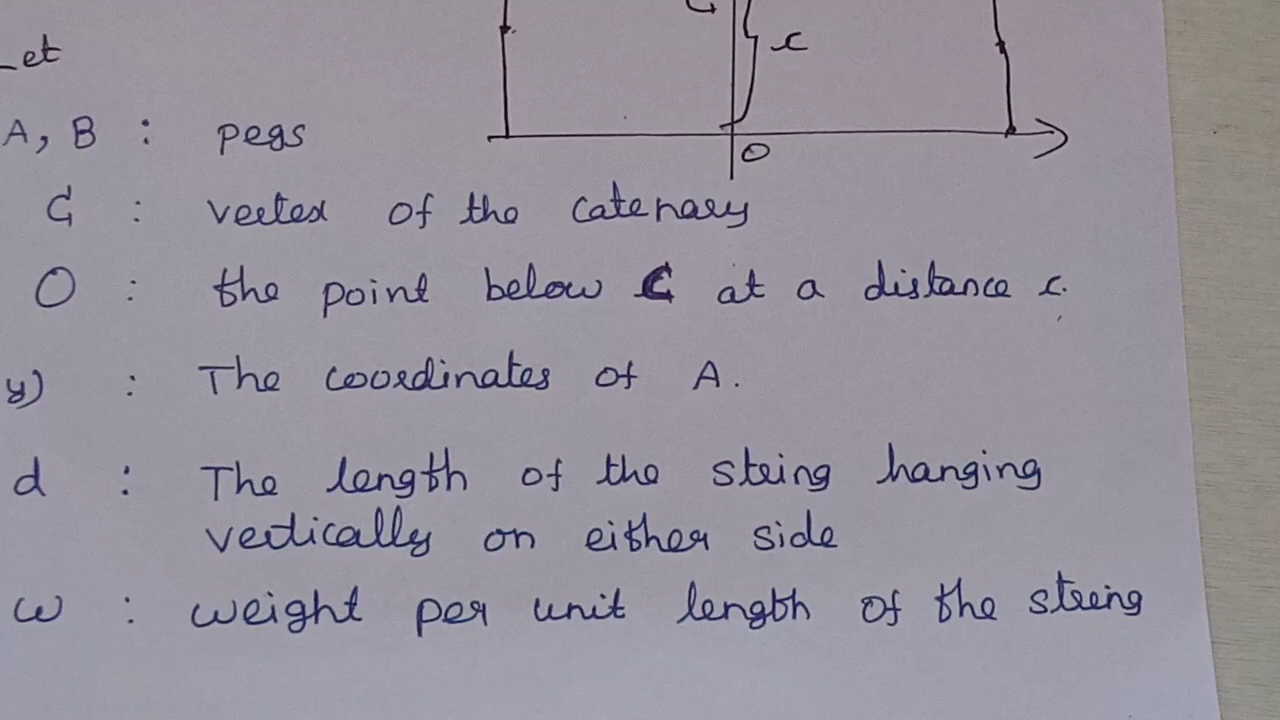 c
et
A, B : pegs
O
C : vertex of the catenary
O : the point below C at a distance c.
y) : The coordinates of A.
d : The length of the string hanging
vertically on either side
w : weight per unit length of the string